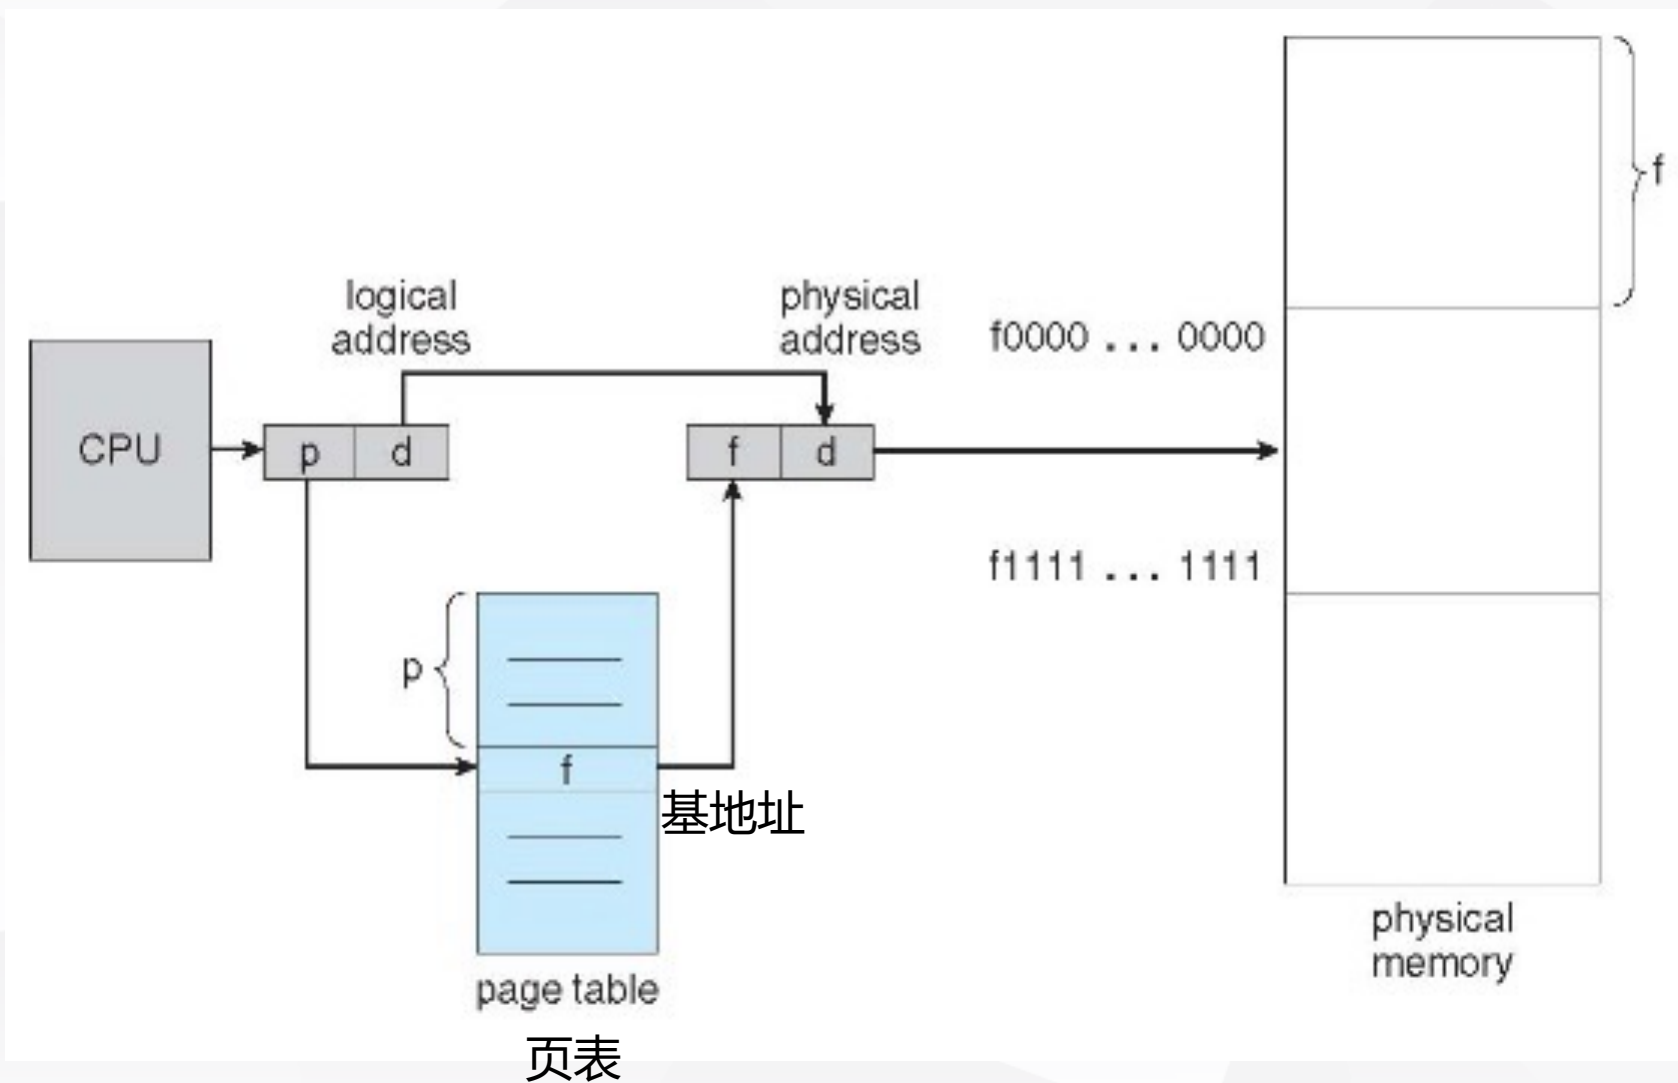 f
logical
address
physical
address
f0000 ... 0000
CPU
p
d
f
d
f1111 ... 1111
p
f
基地址
physical
memory
page table
页表